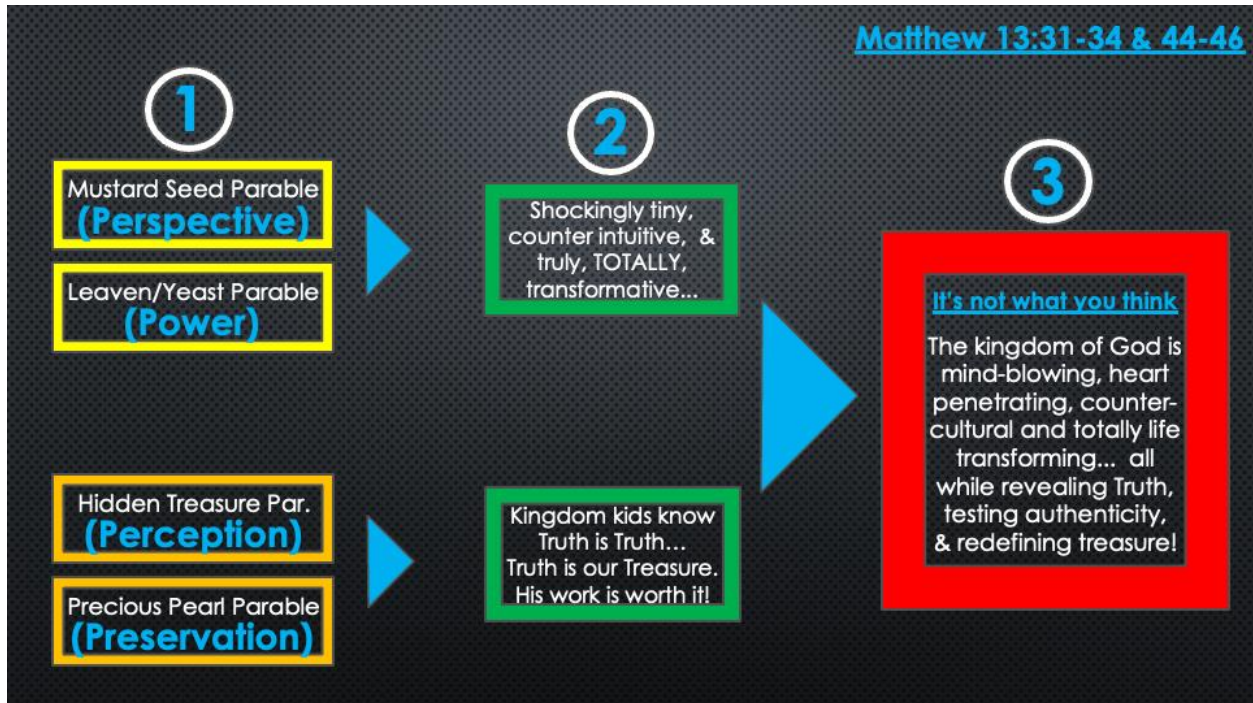 Matthew 13:31-34 & 44-46
1
Mustard Seed Parable
(Perspective)
Leaven/Yeast Parable
(Power)
Hidden Treasure Par.
(Perception)
Precious Pearl Parable
(Preservation)
2
Shockingly tiny,
counter intuitive, &
truly, TOTALLY,
transformative...
Kingdom kids know
Truth is Truth...
Truth is our Treasure.
His work is worth it!
3
It's not what you think
The kingdom of God is
mind-blowing, heart
penetrating, counter-
cultural and totally life
transforming... all
while revealing Truth,
testing authenticity,
& redefining treasure!